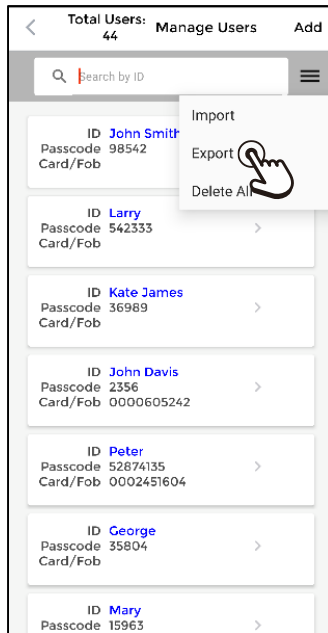 Total Users: 44 Manage Users Add
Search by ID
Import
Export
Delete All
ID John Smith
Passcode 98542
Card/Fob
ID Larry
Passcode 542333
Card/Fob
ID Kate James
Passcode 36989
Card/Fob
ID John Davis
Passcode 2356
Card/Fob 0000605242
ID Peter
Passcode 52874135
Card/Fob 0002451604
ID George
Passcode 35804
Card/Fob
ID Mary
Passcode 15963